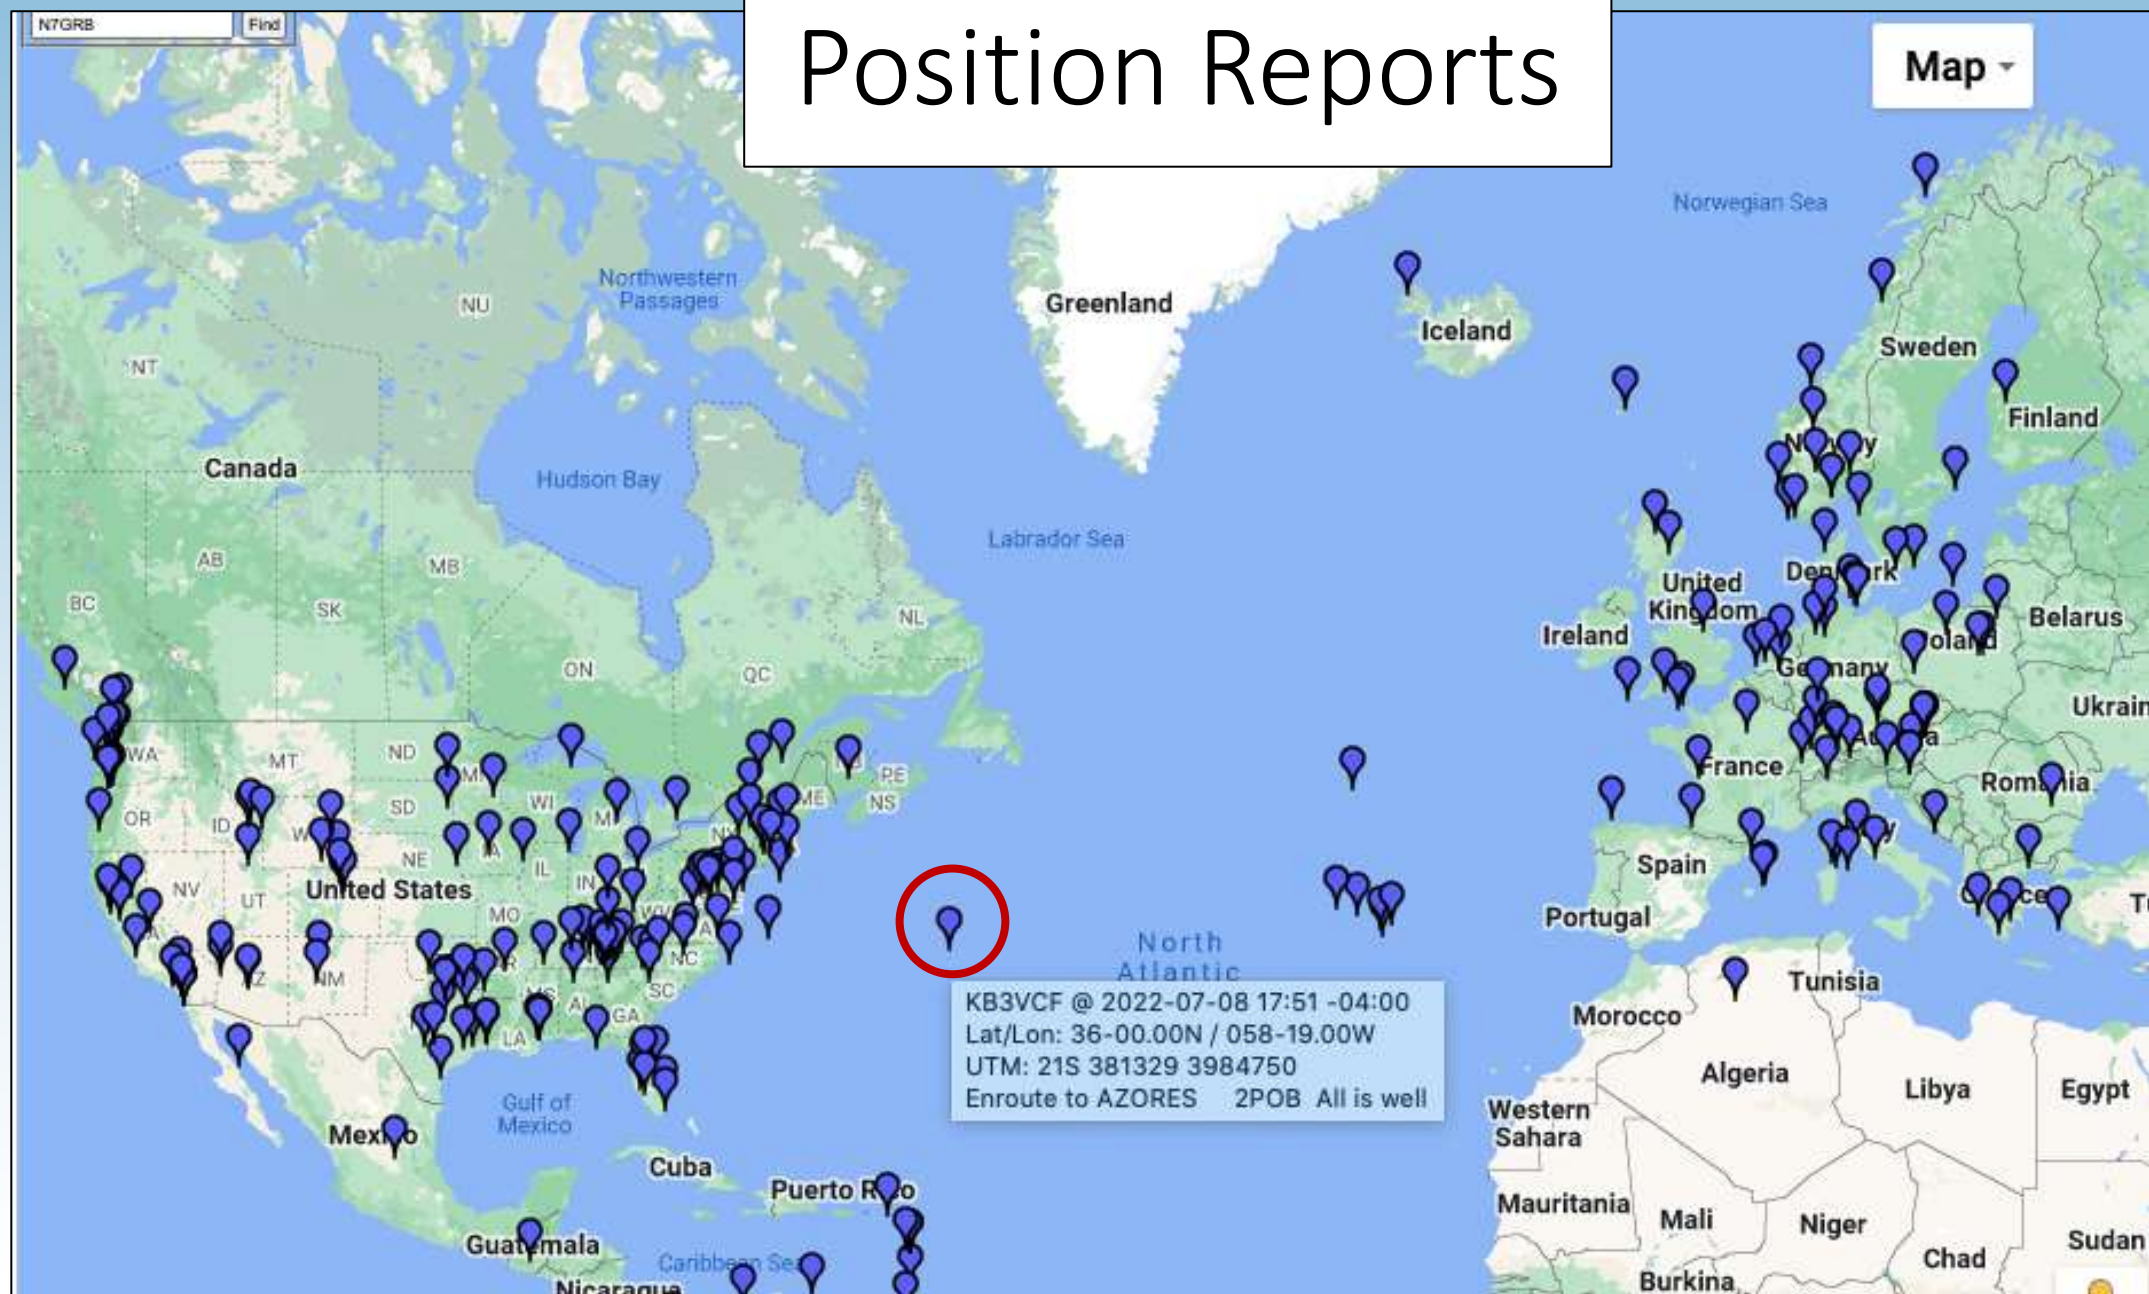 N7GRB
Find
Position Reports
Map
Norwegian Sea
Northwestern
Passages
NU
Greenland
Iceland
Sweden
NT
Finland
Canada
Hudson Bay
Labrador Sea
AB
MB
United
Kingdom
Denmark
BC
SK
NL
Belarus
Ireland
Poland
ON
QC
Germany
Ukrain
WA
MT
ND
France
PE
Romania
OR
ID
SD
WI
ME
NS
NE
IL
IN
Spain
NV
UT
United States
MO
Portugal
North
Atlantic
NM
NC
Tunisia
SC
KB3VCF @ 2022-07-08 17:51 -04:00
Lat/Lon: 36-00.00N / 058-19.00W
UTM: 21S 381329 3984750
Enroute to AZORES 2POB All is well
MS
AL
GA
LA
Morocco
Algeria
Libya
Egypt
Gulf of
Mexico
Western
Sahara
Mexico
Cuba
Puerto Rico
Mauritania
Mali
Niger
Sudan
Guatemala
Caribbean Sea
Chad
Nicaragua
Burkina